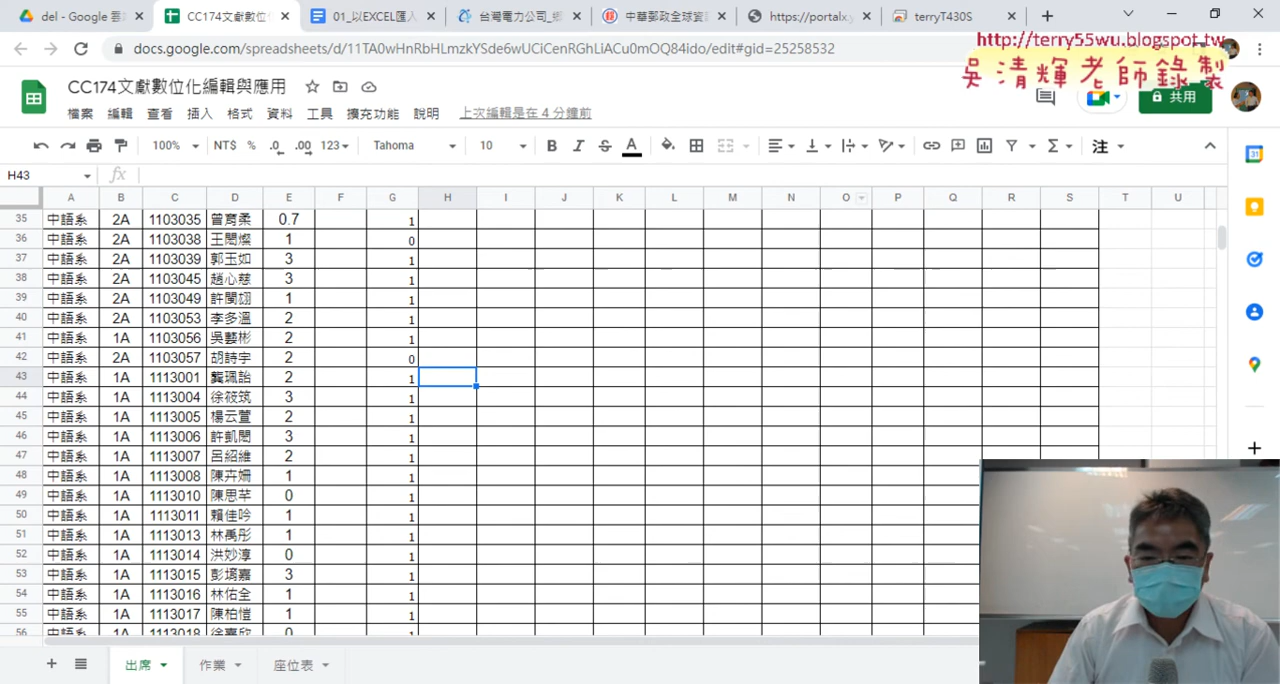 del - Google 雲
CC174文獻數位化
01_以EXCEL匯入
台灣電力公司_
中華郵政全球資
https://portalx.y
terryT430S
docs.google.com/spreadsheets/d/11TA0wHnRbHLmzkYSde6wUCiCenRGhLiACu0mOQ84ido/edit#gid=25258532
http://terry55wu.blogspot.tw
吳清輝老師錄製
CC174文獻數位化編輯與應用
檔案 編輯 查看 插入 格式 資料 工具 擴充功能 說明 上次編輯是在 4 分鐘前
共用
100% NT$ % .0 .00 123 Tahoma 10 B I S A 注
H43 fx
A B C D E F G H I J K L M N O P Q R S T U
35 中語系 2A 1103035 曾育柔 0.7 1
36 中語系 2A 1103038 王閎燦 1 0
37 中語系 2A 1103039 郭玉如 3 1
38 中語系 2A 1103045 趙心慈 3 1
39 中語系 2A 1103049 許閔翃 1 1
40 中語系 2A 1103053 李多溫 2 1
41 中語系 1A 1103056 吳藝彬 2 1
42 中語系 2A 1103057 胡詩宇 2 0
43 中語系 1A 1113001 龔珮詒 2 1
44 中語系 1A 1113004 徐筱筑 3 1
45 中語系 1A 1113005 楊云萱 2 1
46 中語系 1A 1113006 許凱閎 3 1
47 中語系 1A 1113007 呂紹維 2 1
48 中語系 1A 1113008 陳卉姍 1 1
49 中語系 1A 1113010 陳思芊 0 1
50 中語系 1A 1113011 賴佳吟 1 1
51 中語系 1A 1113013 林禹彤 1 1
52 中語系 1A 1113014 洪妙淳 0 1
53 中語系 1A 1113015 彭堉嘉 3 1
54 中語系 1A 1113016 林佑全 1 1
55 中語系 1A 1113017 陳柏愷 1 1
56 中語系 1A 1113018 0 1
出席 作業 座位表